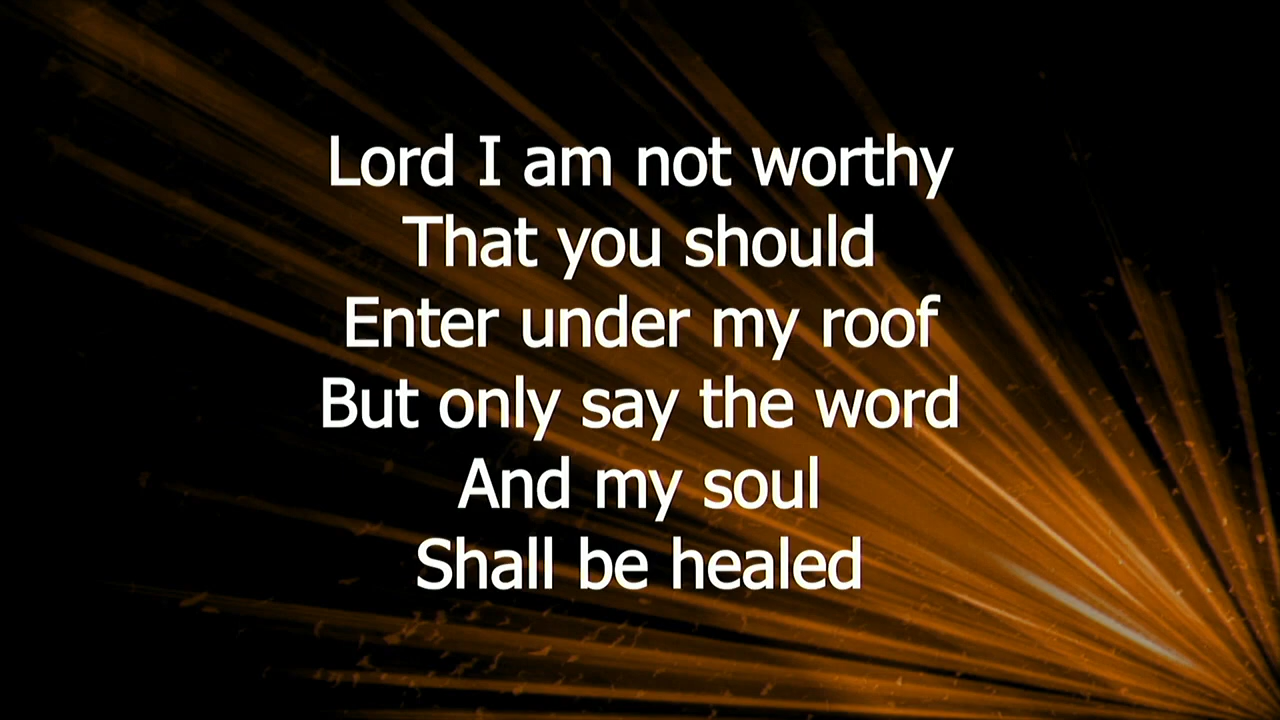 Lord I am not worthy
That you should
Enter under my roof
But only say the word
And my soul
Shall be healed